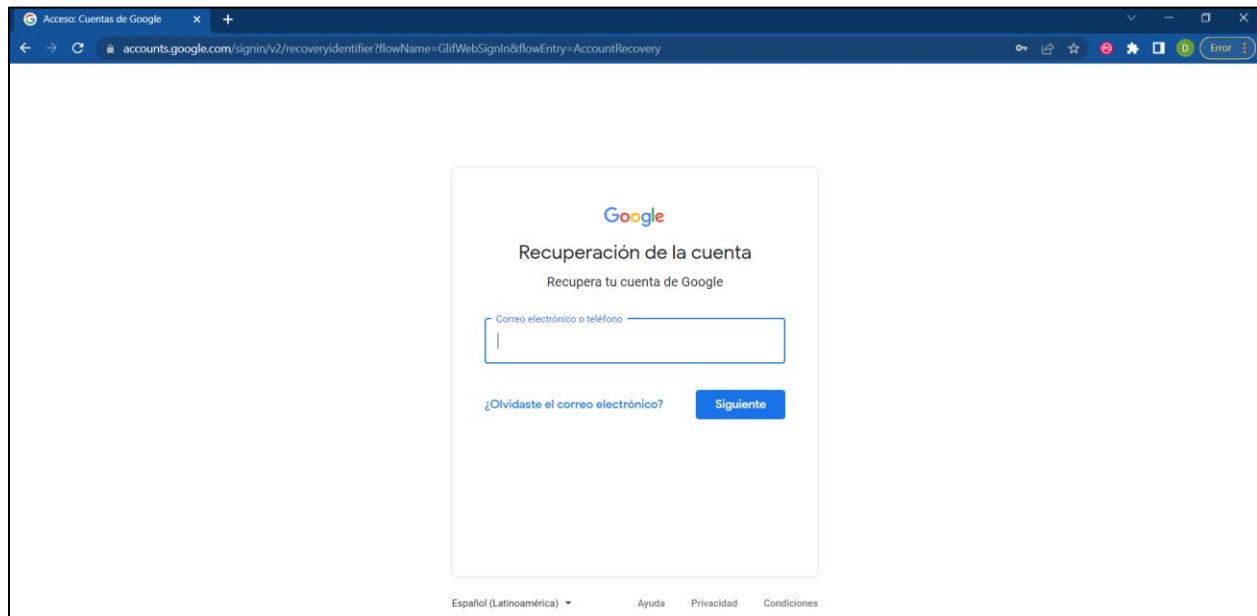 Acceso: Cuentas de Google
accounts.google.com/signin/v2/recoveryidentifier?flowName=GlifWebSignIn&flowEntry=AccountRecovery
D
Error
Google
Recuperación de la cuenta
Recupera tu cuenta de Google
Correo electrónico o teléfono
¿Olvidaste el correo electrónico?
Siguiente
Español (Latinoamérica)
Ayuda
Privacidad
Condiciones